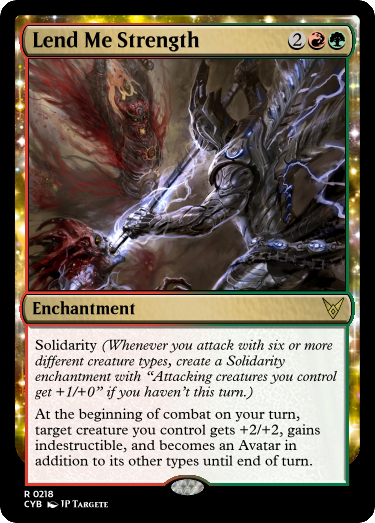 Lend Me Strength 2
Enchantment
Solidarity (Whenever you attack with six or more
different creature types, create a Solidarity
enchantment with “Attacking creatures you control
get +1/+0” if you haven’t this turn.)
At the beginning of combat on your turn,
target creature you control gets +2/+2, gains
indestructible, and becomes an Avatar in
addition to its other types until end of turn.
R 0218
CYB JP Targete